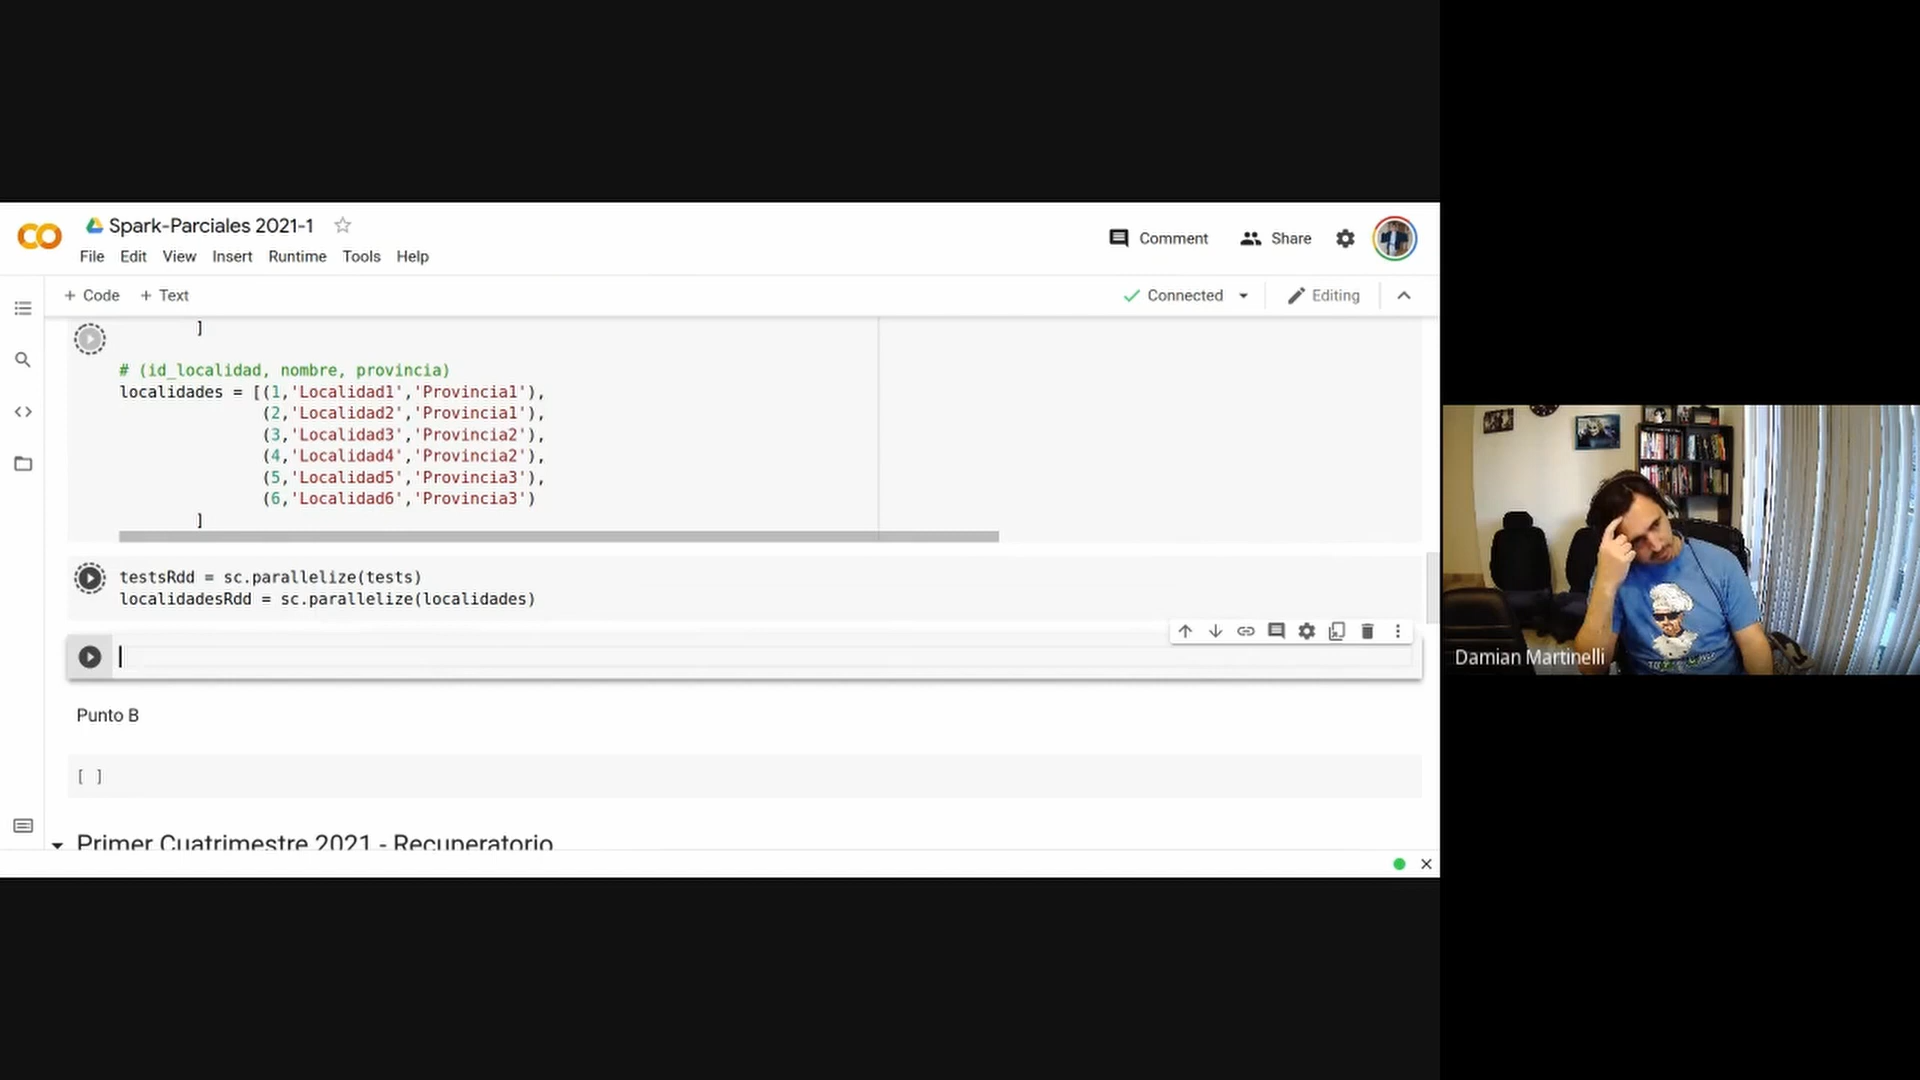 Spark-Parciales 2021-1
File Edit View Insert Runtime Tools Help
Comment
Share
+ Code + Text
Connected
Editing
]
# (id_localidad, nombre, provincia)
localidades = [(1,'Localidad1','Provincia1'),
(2,'Localidad2','Provincia1'),
(3,'Localidad3','Provincia2'),
(4,'Localidad4','Provincia2'),
(5,'Localidad5','Provincia3'),
(6,'Localidad6','Provincia3')
]
testsRdd = sc.parallelize(tests)
localidadesRdd = sc.parallelize(localidades)
Punto B
[ ]
Primer Cuatrimestre 2021 - Recuperatorio
Damian Martinelli